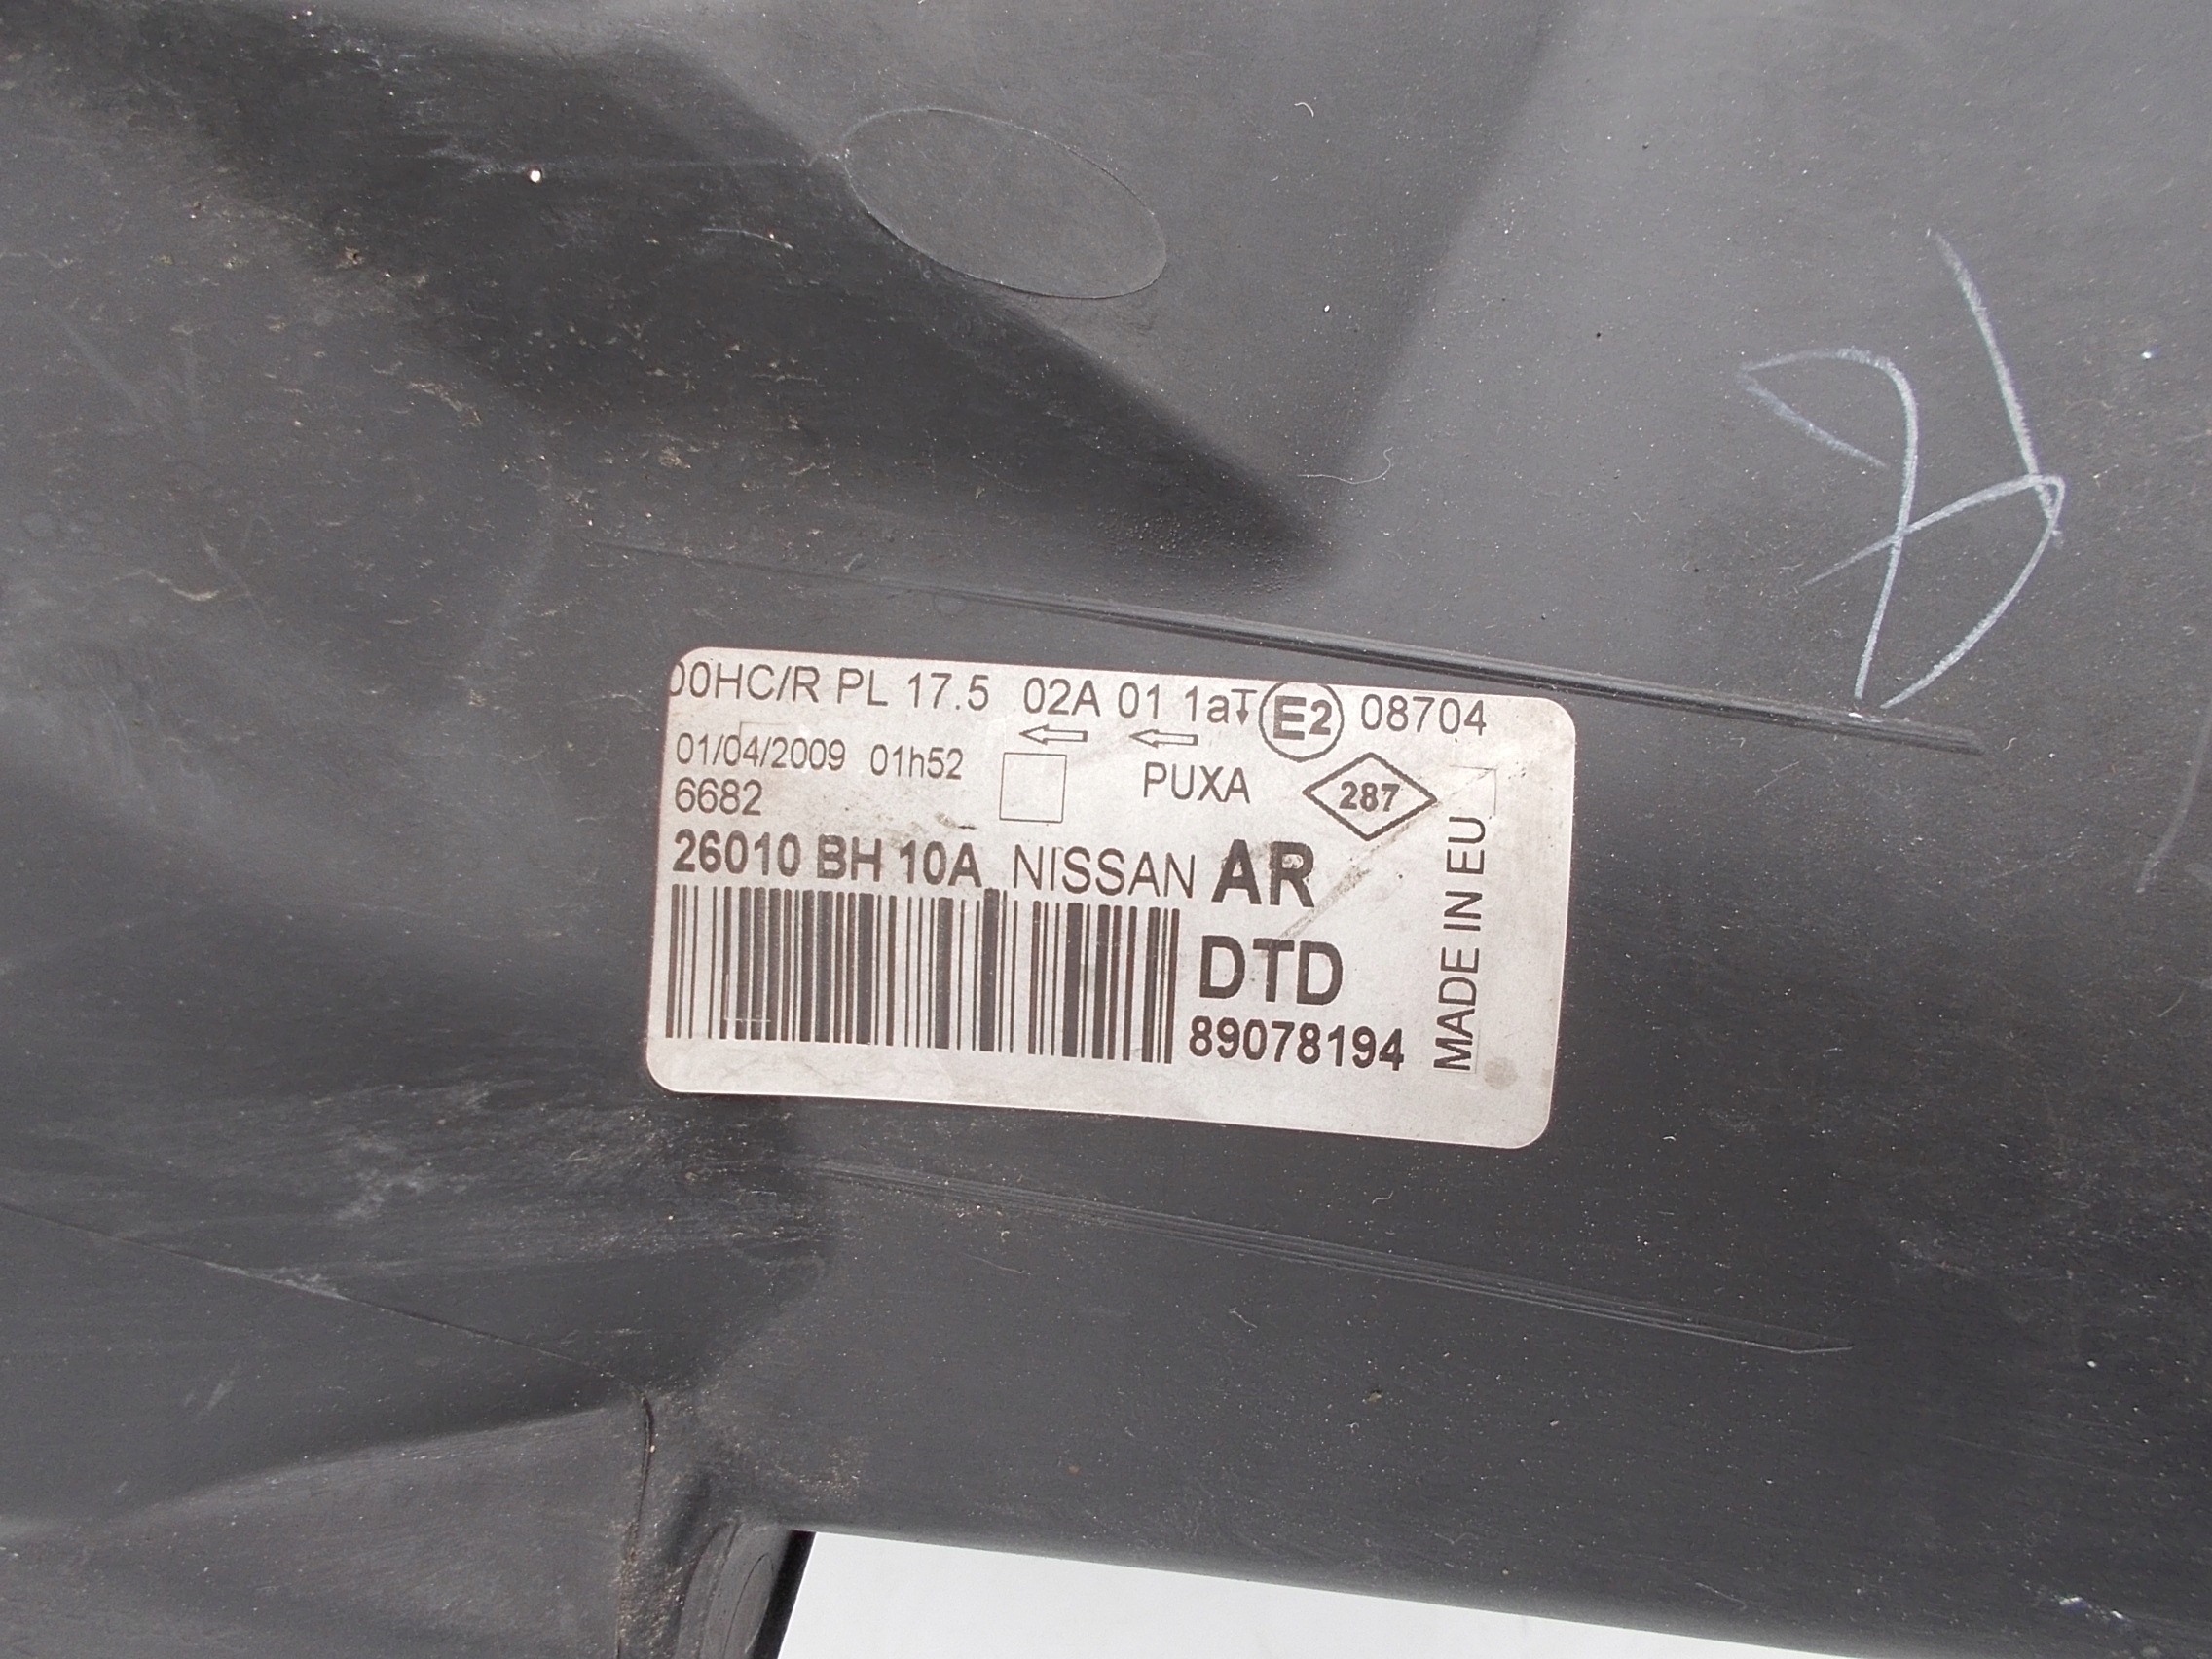 00HC/R PL 17.5 02A 01 1aT E2 08704
01/04/2009 01h52
6682
PUXA
287
26010 BH 10A NISSAN AR
DTD
89078194
MADE IN EU